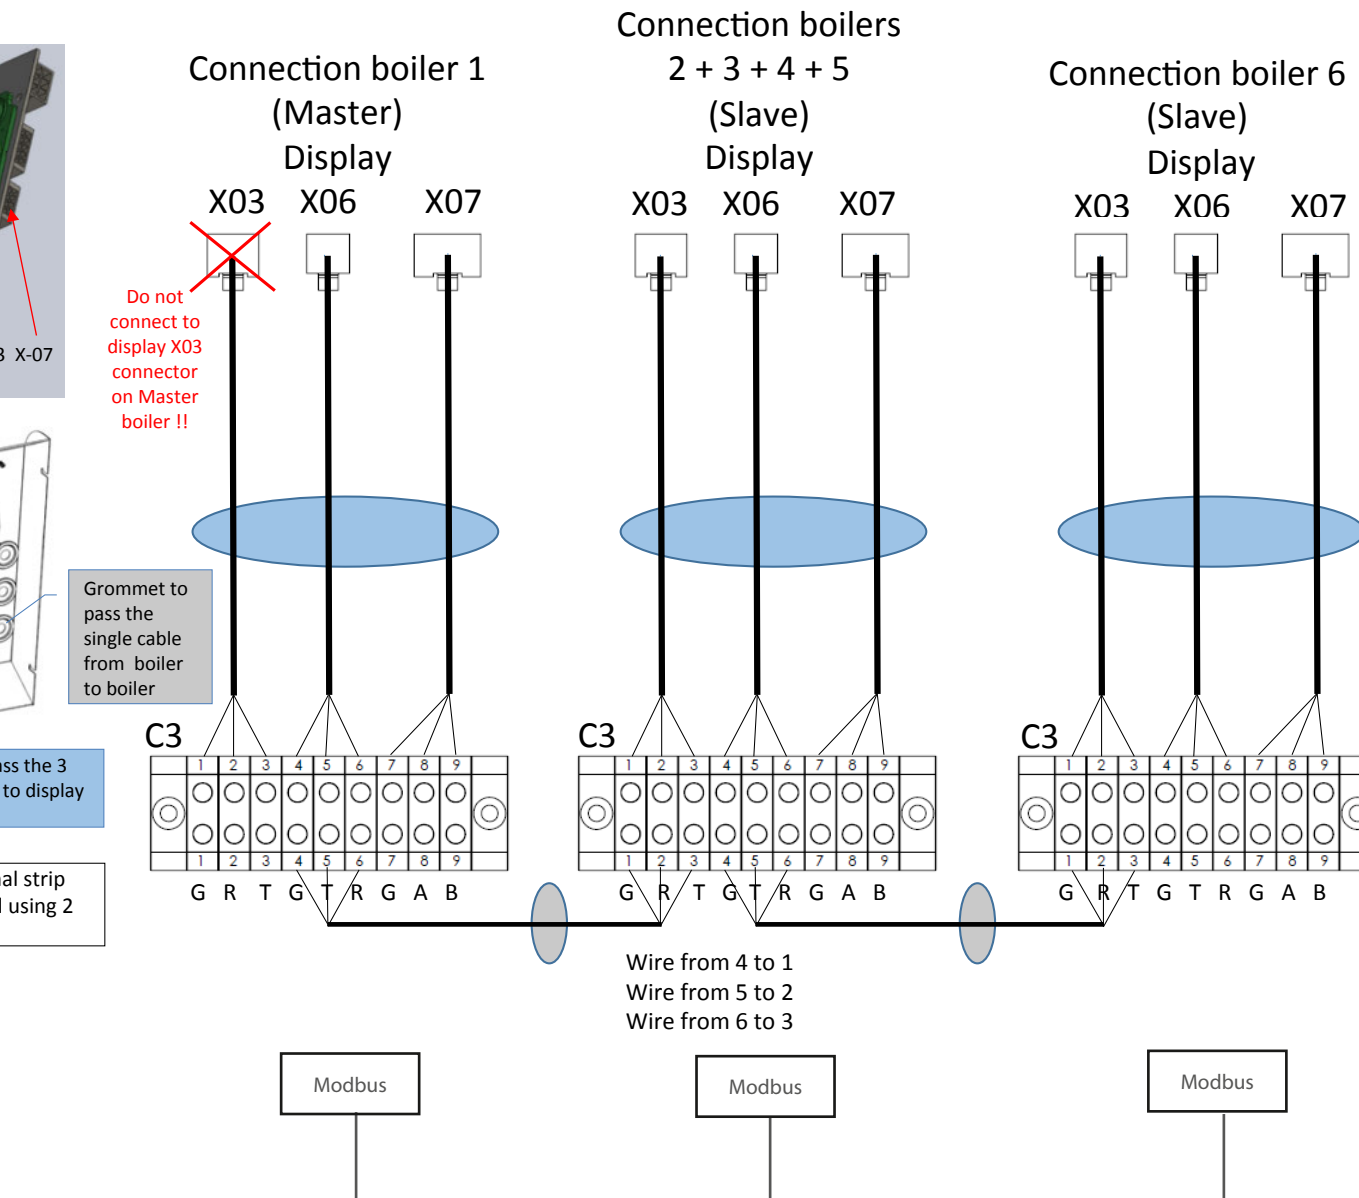 Connection boiler 1
(Master)
Display
X03 X06 X07
Connection boilers
2 + 3 + 4 + 5
(Slave)
Display
X03 X06 X07
Connection boiler 6
(Slave)
Display
X03 X06 X07
X-07
Do not
connect to
display X03
connector
on Master
boiler !!
Grommet to
pass the
single cable
from boiler
to boiler
the 3
to display
strip
using 2
C3
1 2 3 4 5 6 7 8 9
1 2 3 4 5 6 7 8 9
G R T G T R G A B
C3
1 2 3 4 5 6 7 8 9
1 2 3 4 5 6 7 8 9
G R T G T R G A B
C3
1 2 3 4 5 6 7 8 9
1 2 3 4 5 6 7 8 9
G R T G T R G A B
Wire from 4 to 1
Wire from 5 to 2
Wire from 6 to 3
Modbus
Modbus
Modbus